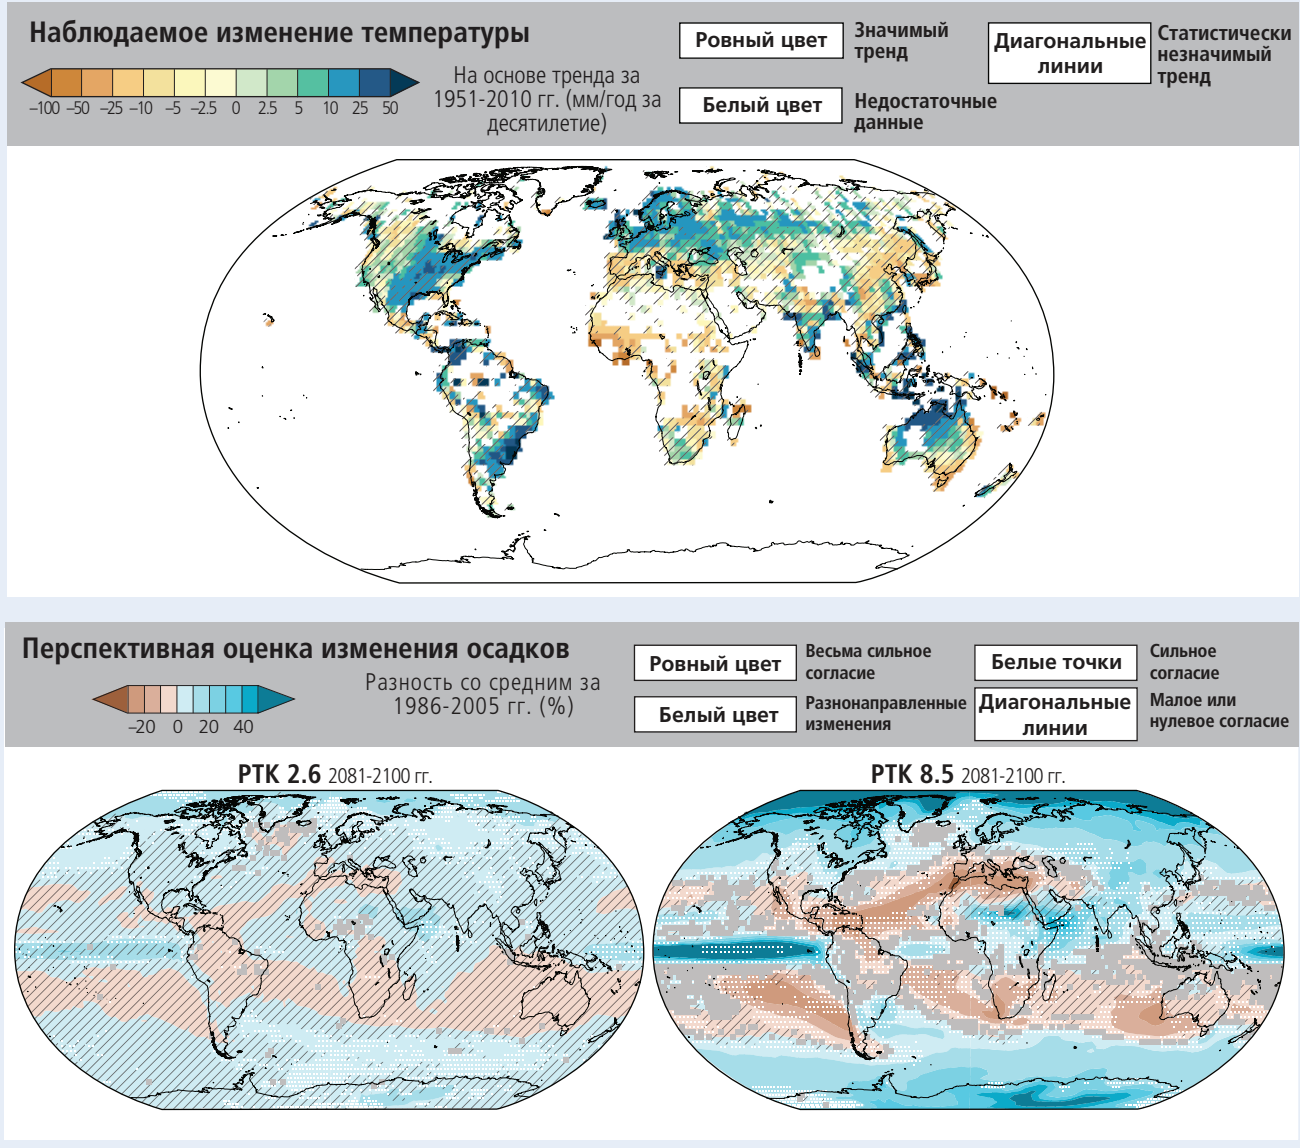 Наблюдаемое изменение температуры
–100 –50 –25 –10 –5 –2.5 0 2.5 5 10 25 50
На основе тренда за
1951-2010 гг. (мм/год за
десятилетие)
Ровный цвет
Значимый
тренд
Белый цвет
Недостаточные
данные
Диагональные
линии
Статистически
незначимый
тренд
Перспективная оценка изменения осадков
–20 0 20 40
Разность со средним за
1986-2005 гг. (%)
Ровный цвет
Весьма сильное
согласие
Белый цвет
Разнонаправленные
изменения
Белые точки
Сильное
согласие
Диагональные
линии
Малое или
нулевое согласие
РТК 2.6 2081-2100 гг.
РТК 8.5 2081-2100 гг.